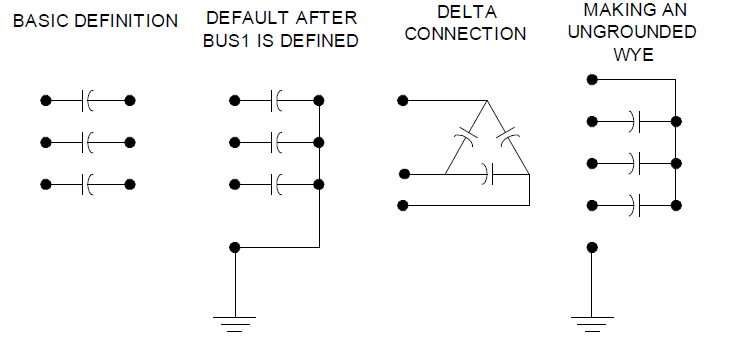 BASIC DEFINITION
DEFAULT AFTER
BUS1 IS DEFINED
DELTA
CONNECTION
MAKING AN
UNGROUNDED
WYE